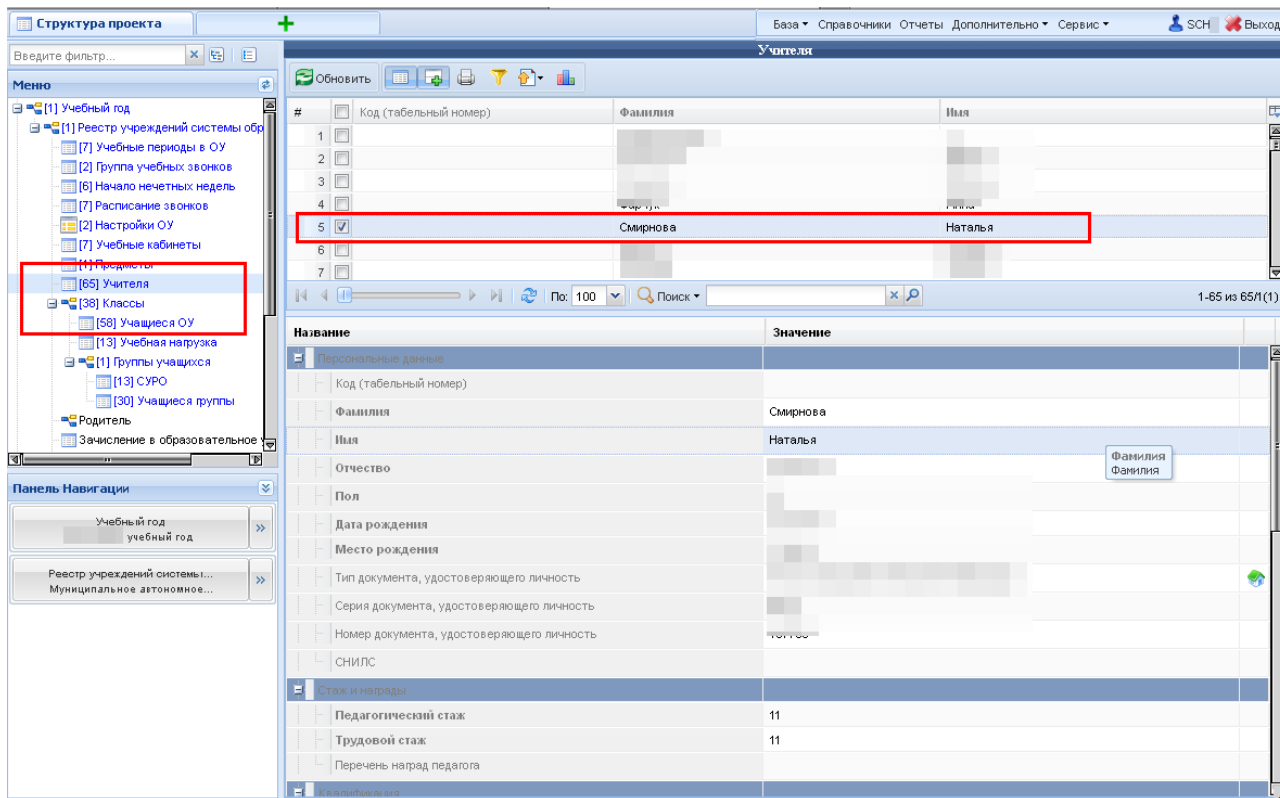 Структура проекта
База Справочники Отчеты Дополнительно Сервис SCH Выход
Введите фильтр...
Учителя
Меню
Обновить
[1] Учебный год
[1] Реестр учреждений системы обр
[7] Учебные периоды в ОУ
[2] Группа учебных звонков
[6] Начало нечетных недель
[7] Расписание звонков
[2] Настройки ОУ
[7] Учебные кабинеты
[1] Предметы
[65] Учителя
[38] Классы
[58] Учащиеся ОУ
[13] Учебная нагрузка
[1] Группы учащихся
[13] СУРО
[30] Учащиеся группы
Родитель
Зачисление в образовательное
# Код (табельный номер) Фамилия Имя
1
2
3
4
5 Смирнова Наталья
6
7
По: 100 Поиск 1-65 из 65/1(1)
Панель Навигации
Учебный год
учебный год
Реестр учреждений системы...
Муниципальное автономное...
Название Значение
Персональные данные
Код (табельный номер)
Фамилия Смирнова
Имя Наталья
Фамилия
Фамилия
Отчество
Пол
Дата рождения
Место рождения
Тип документа, удостоверяющего личность
Серия документа, удостоверяющего личность
Номер документа, удостоверяющего личность
СНИЛС
Стаж и награды
Педагогический стаж 11
Трудовой стаж 11
Перечень наград педагога
Квалификация